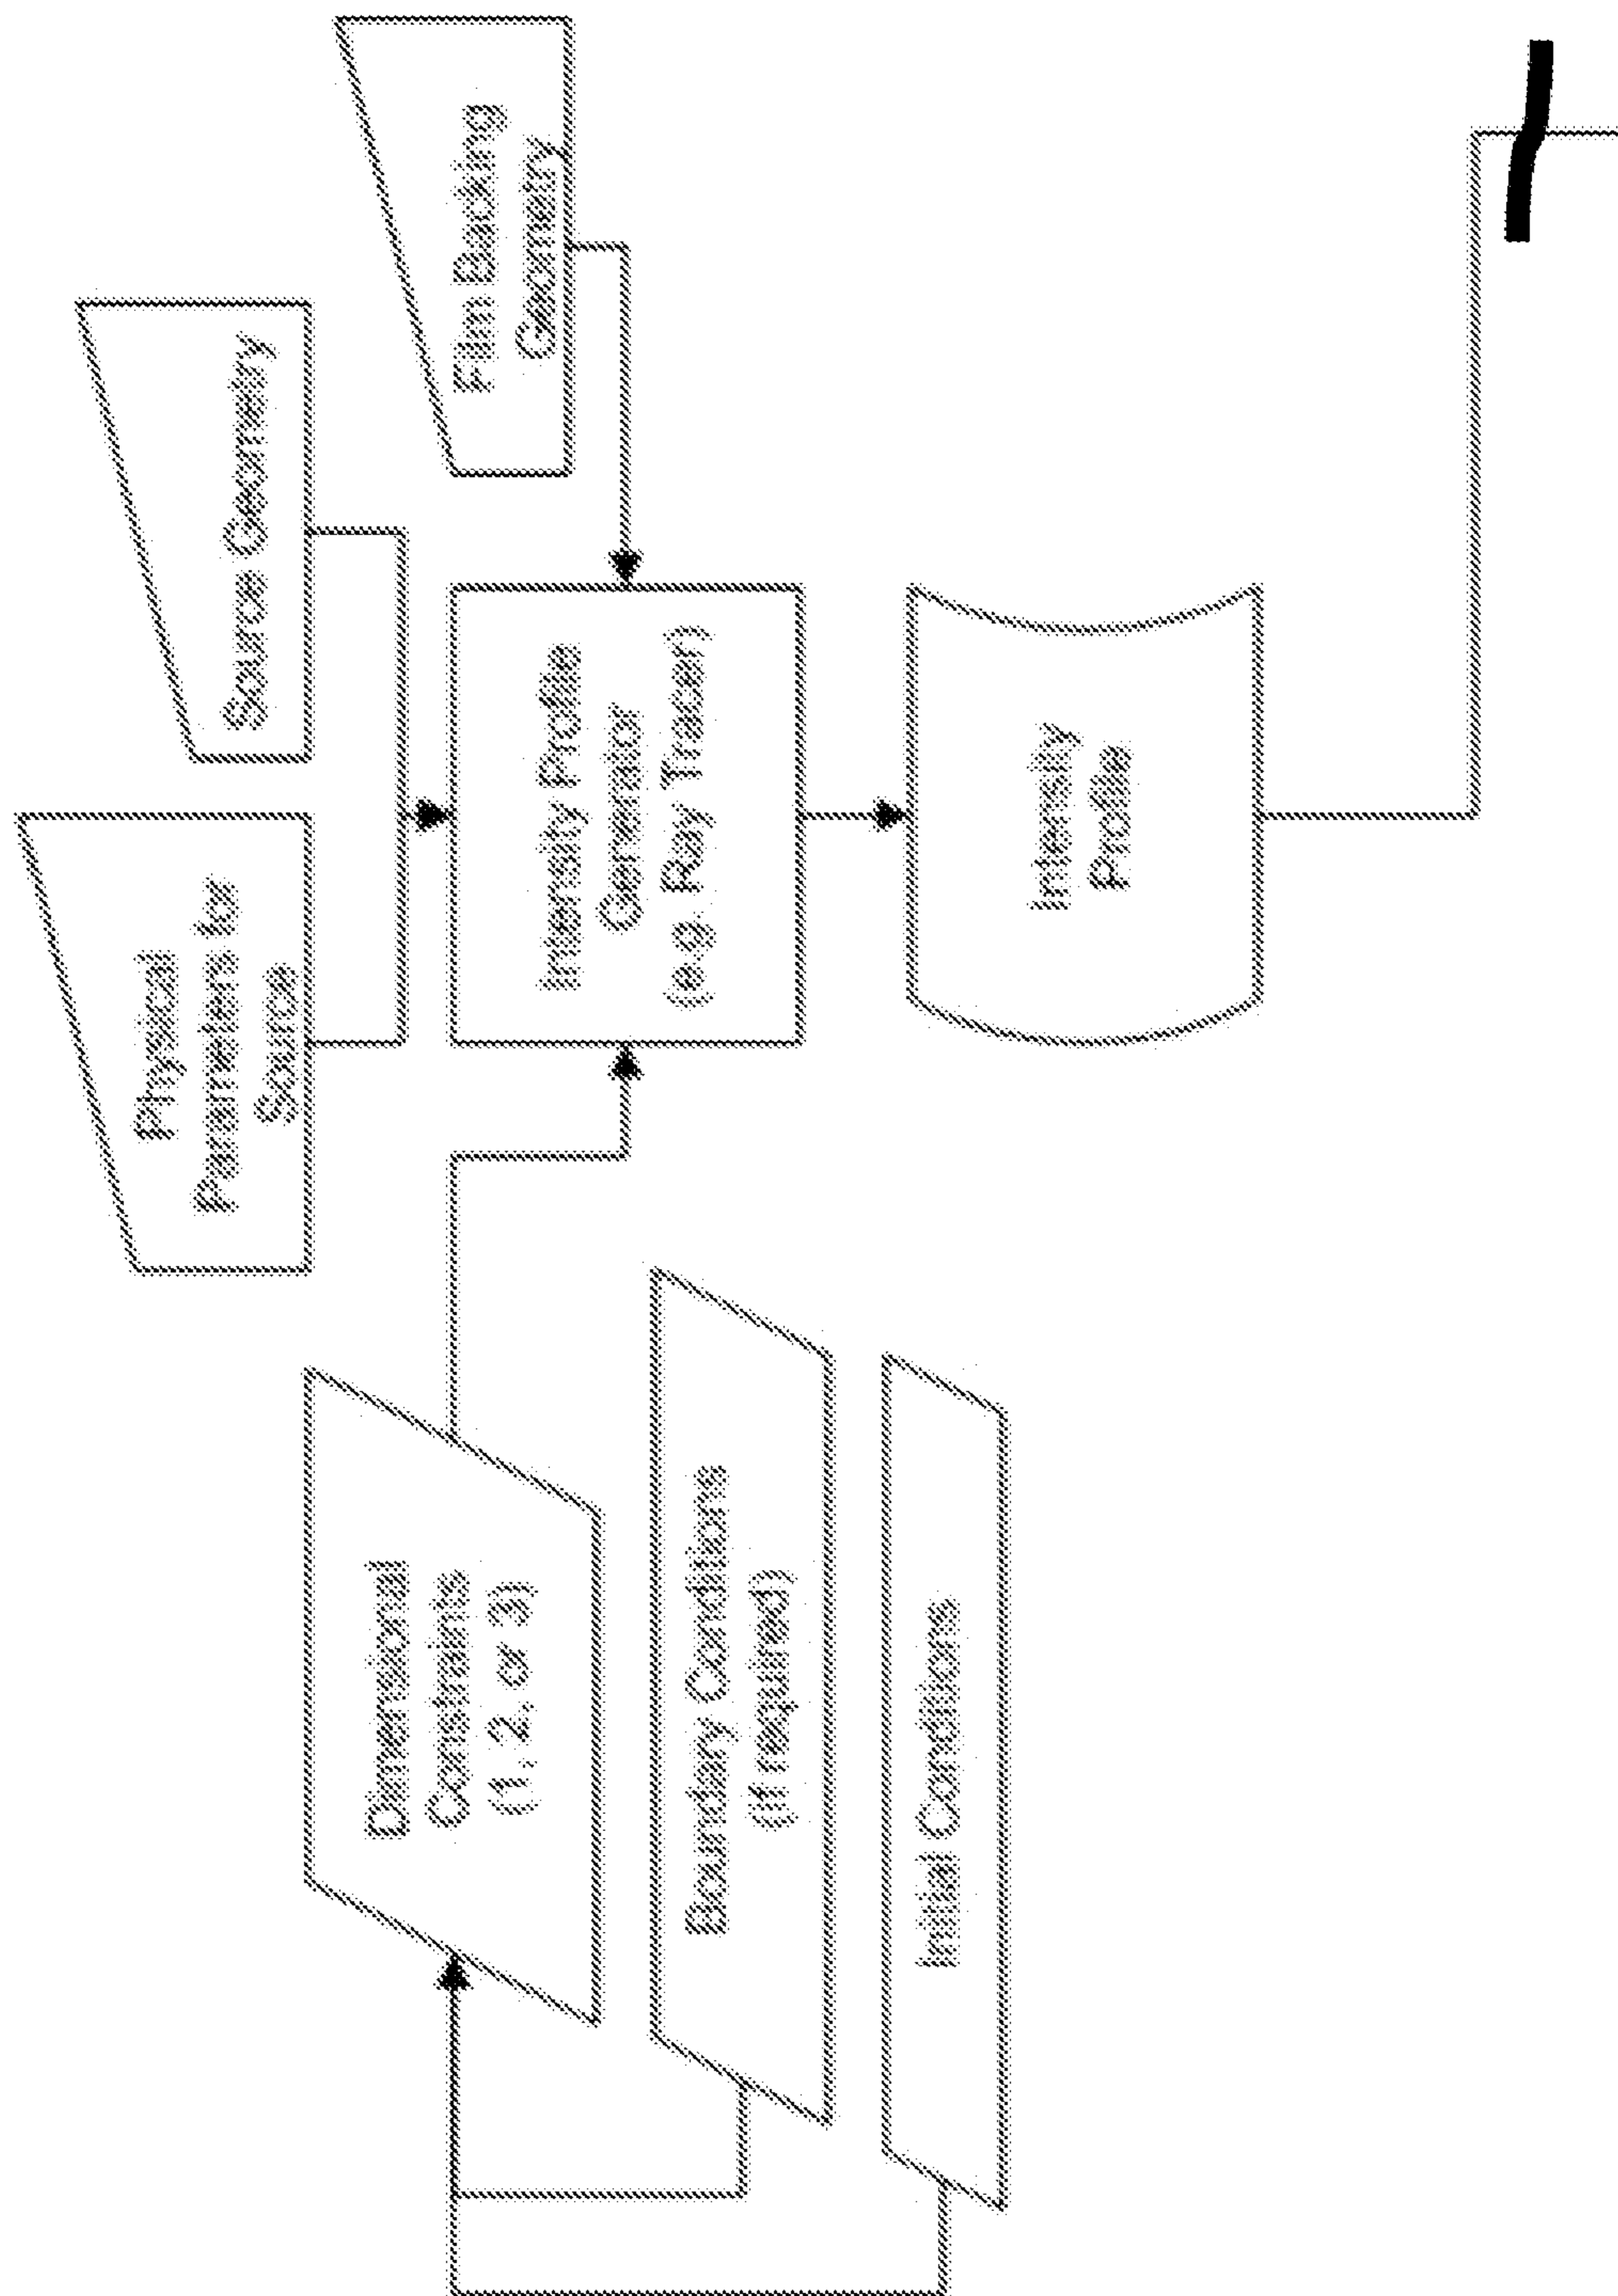 Physical
Parameters for
Source
Source Geometry
Film Backing
Geometry
Dimensional
Constraints
(1, 2, or 3)
Intensity Profile
Generator
(e.g. Ray Tracer)
Boundary Conditions
(If required)
Initial Conditions
Intensity
Profile